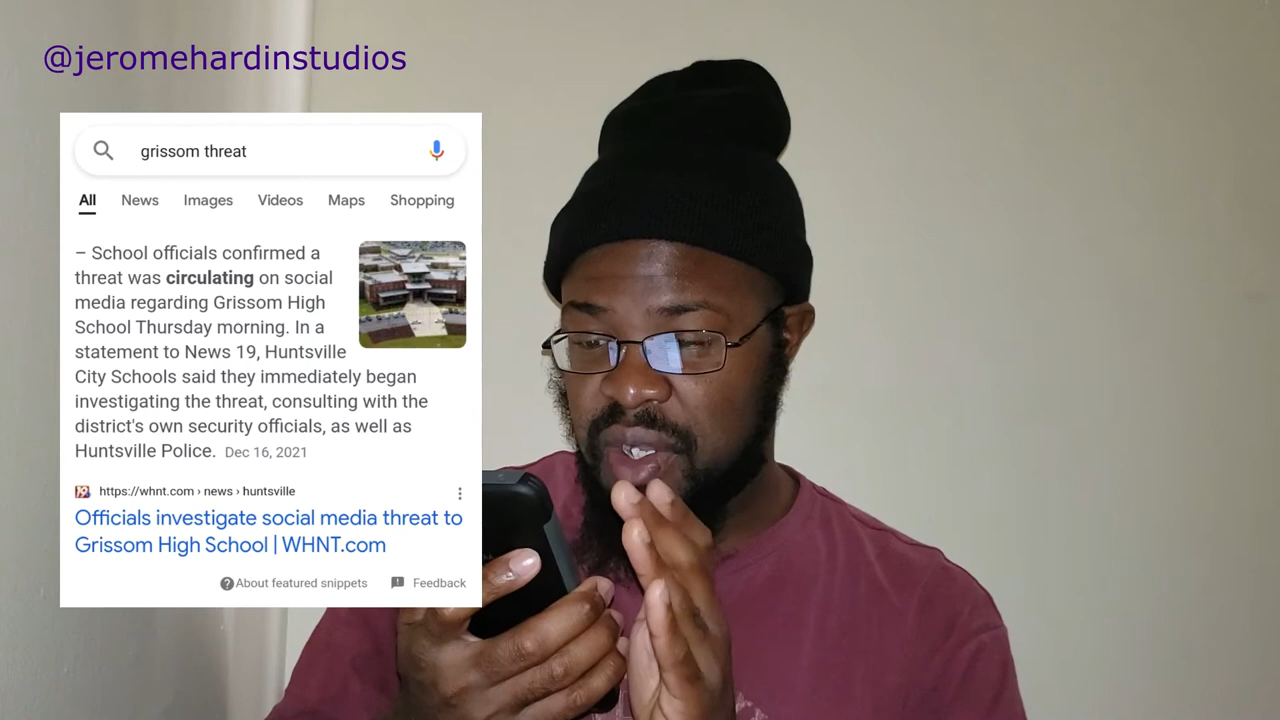 @jeromehardinstudios
grissom threat
All News Images Videos Maps Shopping
– School officials confirmed a
threat was circulating on social
media regarding Grissom High
School Thursday morning. In a
statement to News 19, Huntsville
City Schools said they immediately began
investigating the threat, consulting with the
district's own security officials, as well as
Huntsville Police. Dec 16, 2021
https://whnt.com › news › huntsville
Officials investigate social media threat to
Grissom High School | WHNT.com
About featured snippets Feedback